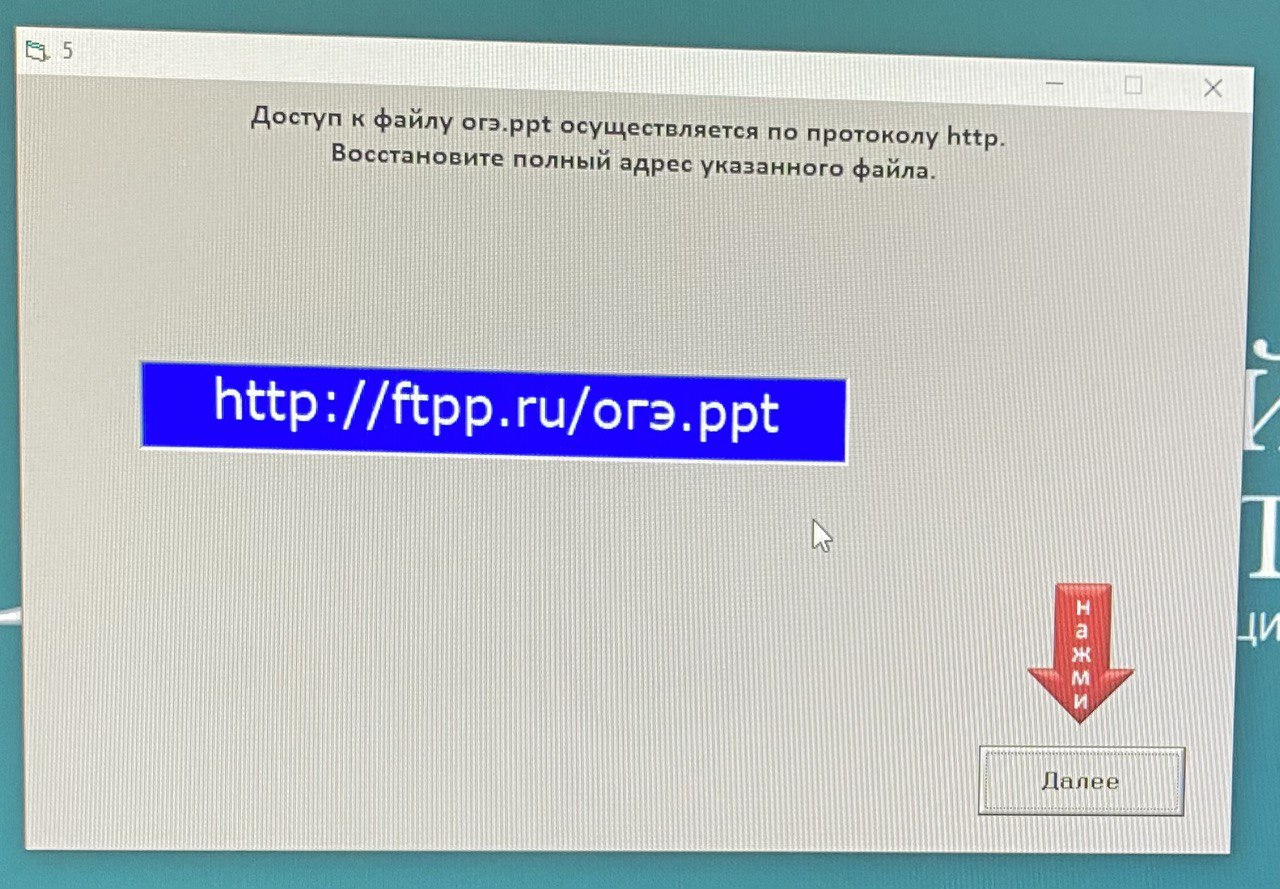 5
Доступ к файлу огэ.ppt осуществляется по протоколу http.
Восстановите полный адрес указанного файла.
http://ftpp.ru/огэ.ppt
нажми
Далее